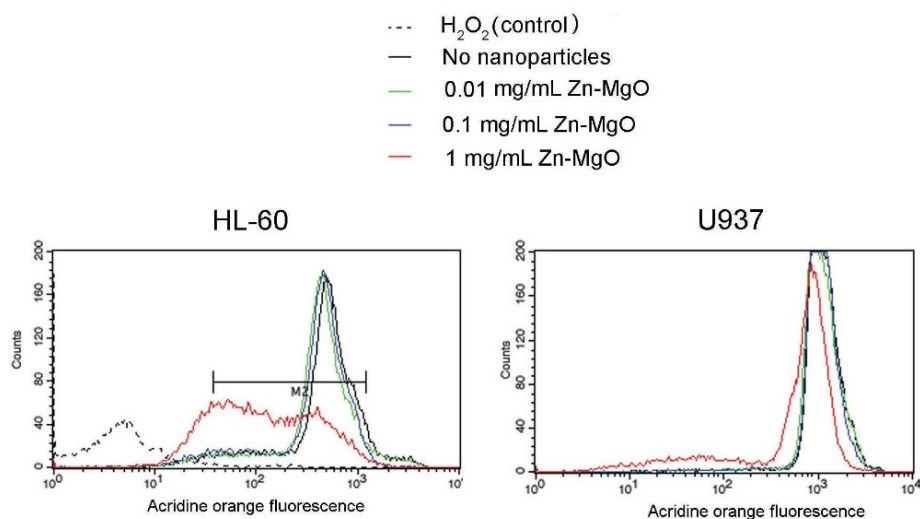 H₂O₂(control)
No nanoparticles
0.01 mg/mL Zn-MgO
0.1 mg/mL Zn-MgO
1 mg/mL Zn-MgO
HL-60
U937
200
160
120
80
40
0
Counts
M2
10⁰
10¹
10²
10³
10
Acridine orange fluorescence
200
160
120
80
40
0
Counts
10⁰
10¹
10²
10³
10⁴
Acridine orange fluorescence